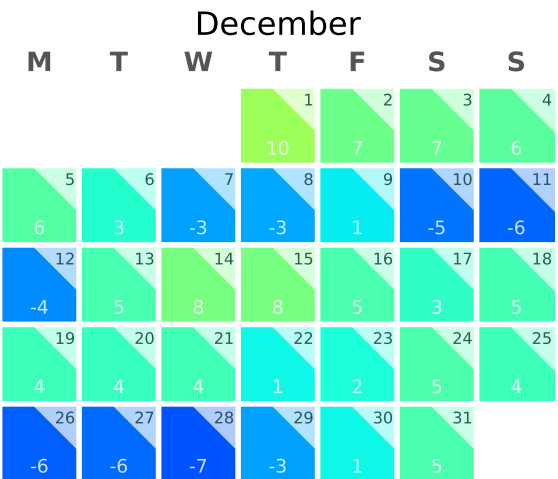 December
M T W T F S S
1 2 3 4
10 7 7 6
5 6 7 8 9 10 11
6 3 -3 -3 1 -5 -6
12 13 14 15 16 17 18
-4 5 8 8 5 3 5
19 20 21 22 23 24 25
4 4 4 1 2 5 4
26 27 28 29 30 31
-6 -6 -7 -3 1 5